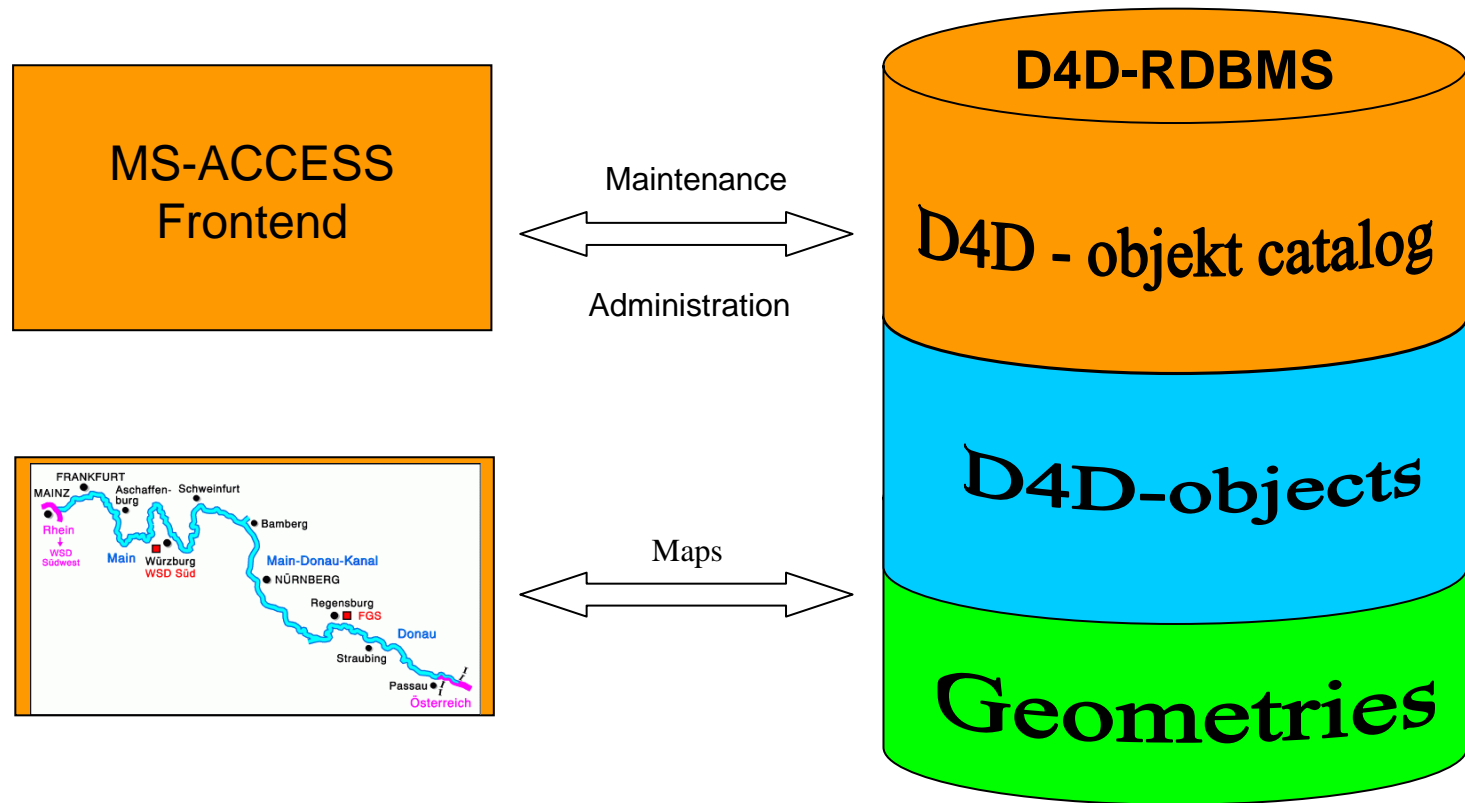 MS-ACCESS
Frontend
Maintenance
Administration
D4D-RDBMS
D4D - objekt catalog
D4D-objects
Geometries
Maps
FRANKFURT
MAINZ
Aschaffen-
burg
Schweinfurt
Bamberg
Rhein
WSD
Südwest
Main
Würzburg
WSD Süd
Main-Donau-Kanal
NÜRNBERG
Regensburg
FGS
Donau
Straubing
Passau
Österreich